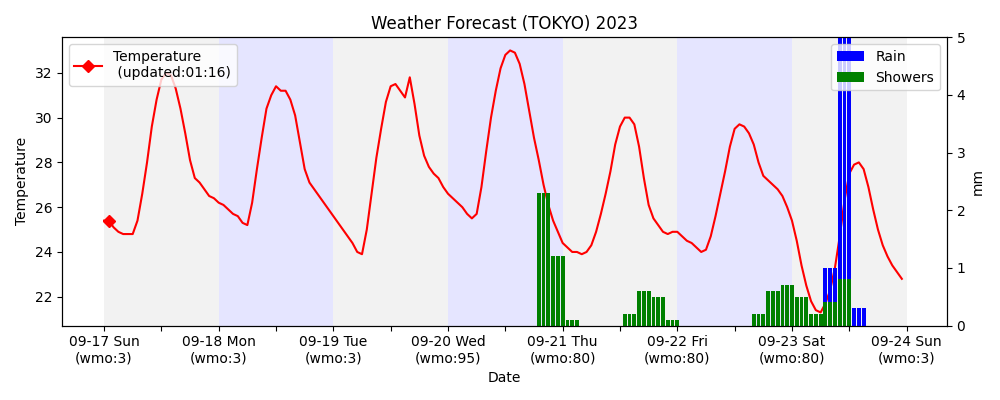 Weather Forecast (TOKYO) 2023
Temperature
(updated:01:16)
Rain
Showers
32
30
28
26
24
22
Temperature
5
4
3
2
1
0
mm
09-17 Sun
(wmo:3)
09-18 Mon
(wmo:3)
09-19 Tue
(wmo:3)
09-20 Wed
(wmo:95)
09-21 Thu
(wmo:80)
09-22 Fri
(wmo:80)
09-23 Sat
(wmo:80)
09-24 Sun
(wmo:3)
Date